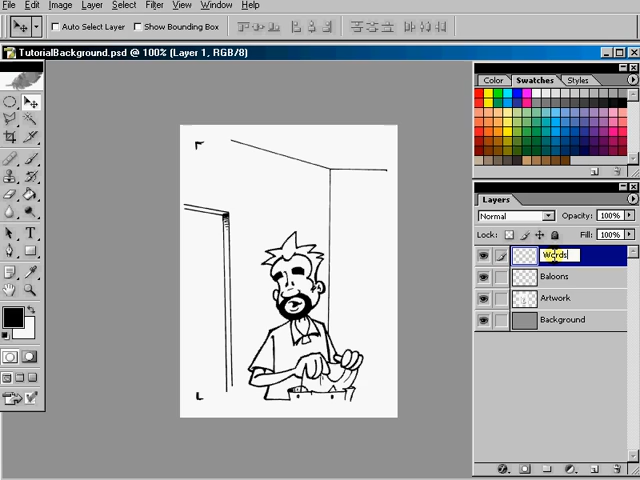 File Edit Image Layer Select Filter View Window Help
Auto Select Layer Show Bounding Box
TutorialBackground.psd @ 100% (Layer 1, RGB/8)
Color Swatches Styles
Layers
Normal Opacity: 100%
Lock: Fill: 100%
Words
Baloons
Artwork
Background